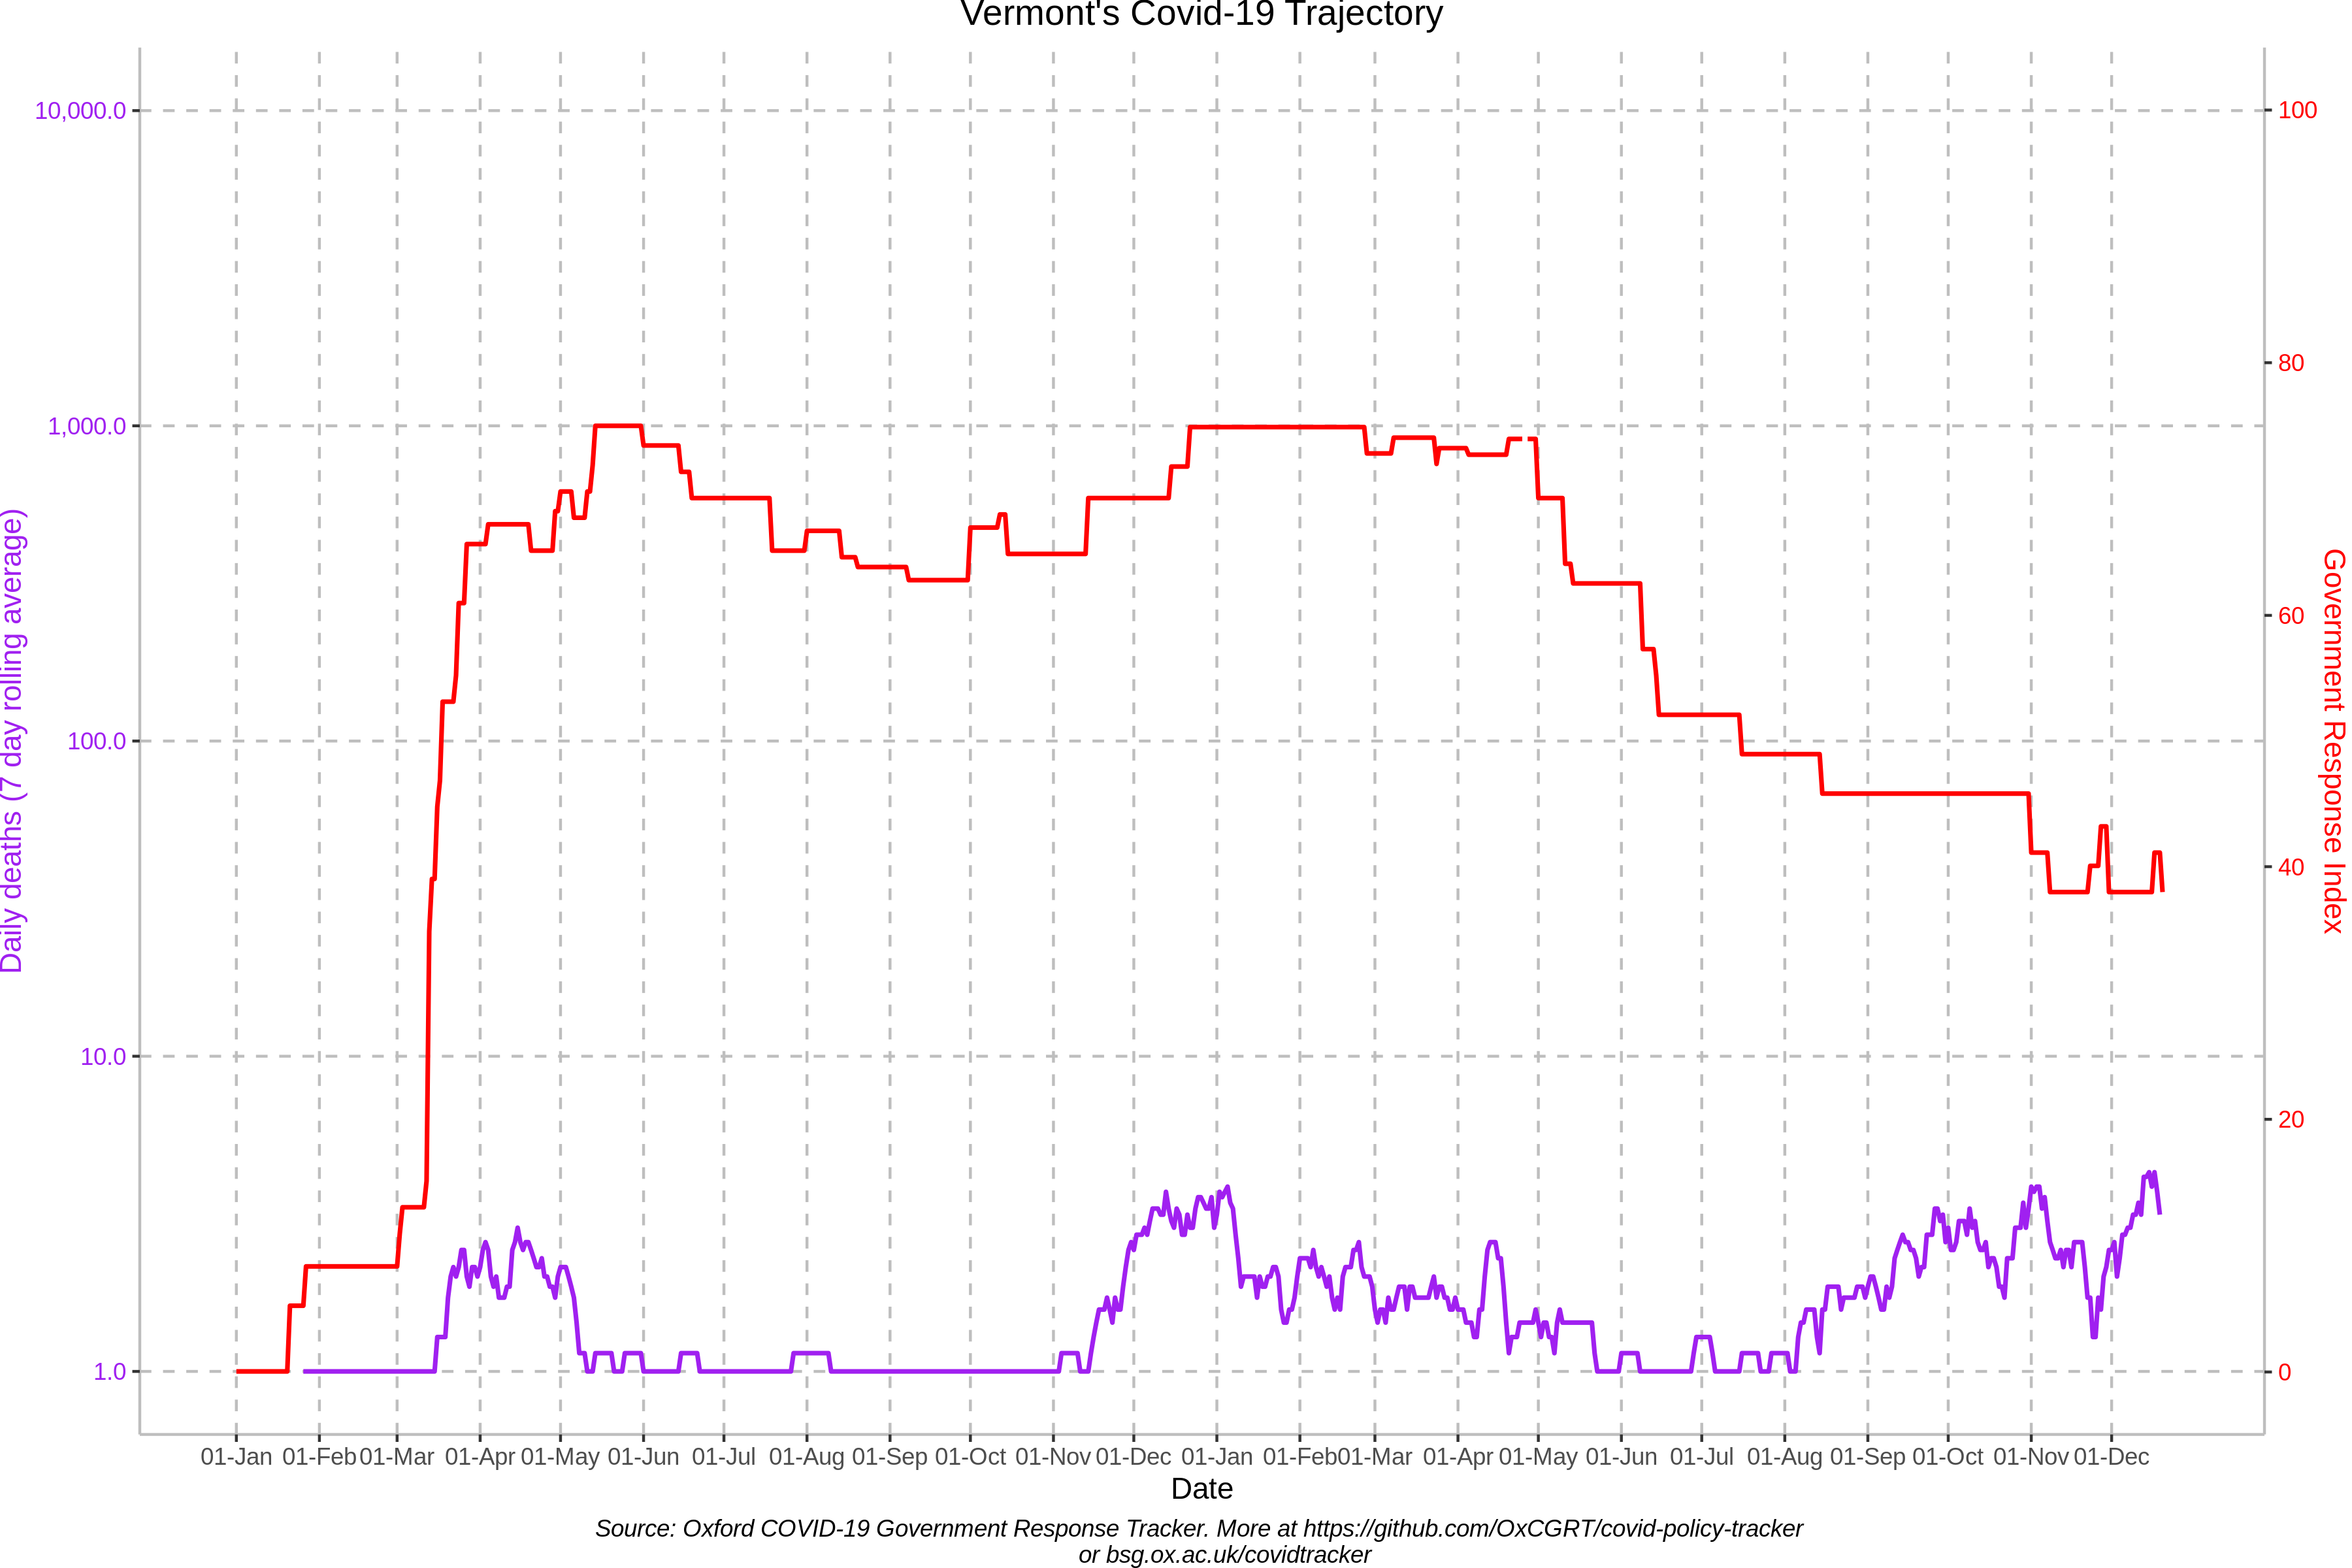 Vermont's Covid-19 Trajectory
10,000.0
1,000.0
100.0
10.0
1.0
Daily deaths (7 day rolling average)
100
80
60
40
20
0
Government Response Index
01-Jan 01-Feb 01-Mar 01-Apr 01-May 01-Jun 01-Jul 01-Aug 01-Sep 01-Oct 01-Nov 01-Dec 01-Jan 01-Feb 01-Mar 01-Apr 01-May 01-Jun 01-Jul 01-Aug 01-Sep 01-Oct 01-Nov 01-Dec
Date
Source: Oxford COVID-19 Government Response Tracker. More at https://github.com/OxCGRT/covid-policy-tracker
or bsg.ox.ac.uk/covidtracker